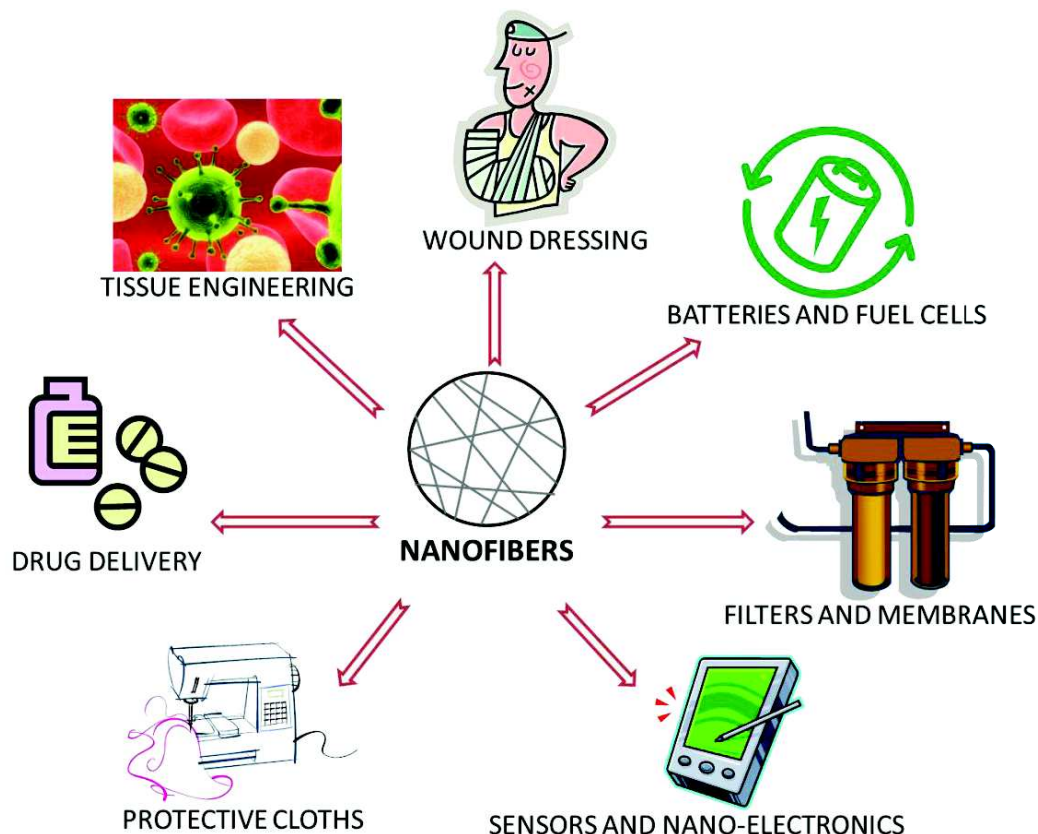 WOUND DRESSING
TISSUE ENGINEERING
BATTERIES AND FUEL CELLS
NANOFIBERS
DRUG DELIVERY
FILTERS AND MEMBRANES
PROTECTIVE CLOTHS
SENSORS AND NANO-ELECTRONICS